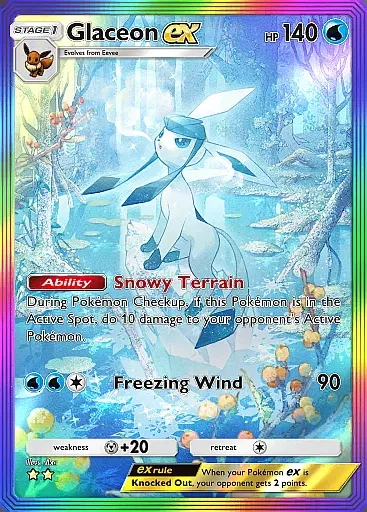 STAGE 1 Glaceon ex HP 140
Evolves from Eevee
Ability Snowy Terrain
During Pokémon Checkup, if this Pokémon is in the
Active Spot, do 10 damage to your opponent's Active
Pokémon.
Freezing Wind 90
weakness +20 retreat
ex rule When your Pokémon ex is
Knocked Out, your opponent gets 2 points.